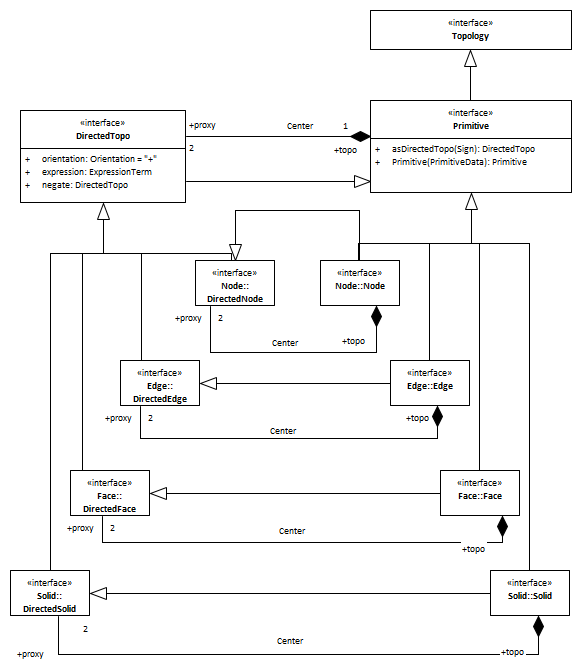 «interface»
Topology
«interface»
DirectedTopo
+ orientation: Orientation = "+"
+ expression: ExpressionTerm
+ negate: DirectedTopo
+proxy
2
Center
1
+topo
«interface»
Primitive
+ asDirectedTopo(Sign): DirectedTopo
+ Primitive(PrimitiveData): Primitive
«interface»
Node::
DirectedNode
«interface»
Node::Node
+proxy
2
Center
+topo
«interface»
Edge::
DirectedEdge
«interface»
Edge::Edge
+proxy
2
Center
+topo
«interface»
Face::
DirectedFace
«interface»
Face::Face
+proxy
2
Center
+topo
«interface»
Solid::
DirectedSolid
«interface»
Solid::Solid
2
+proxy
Center
+topo